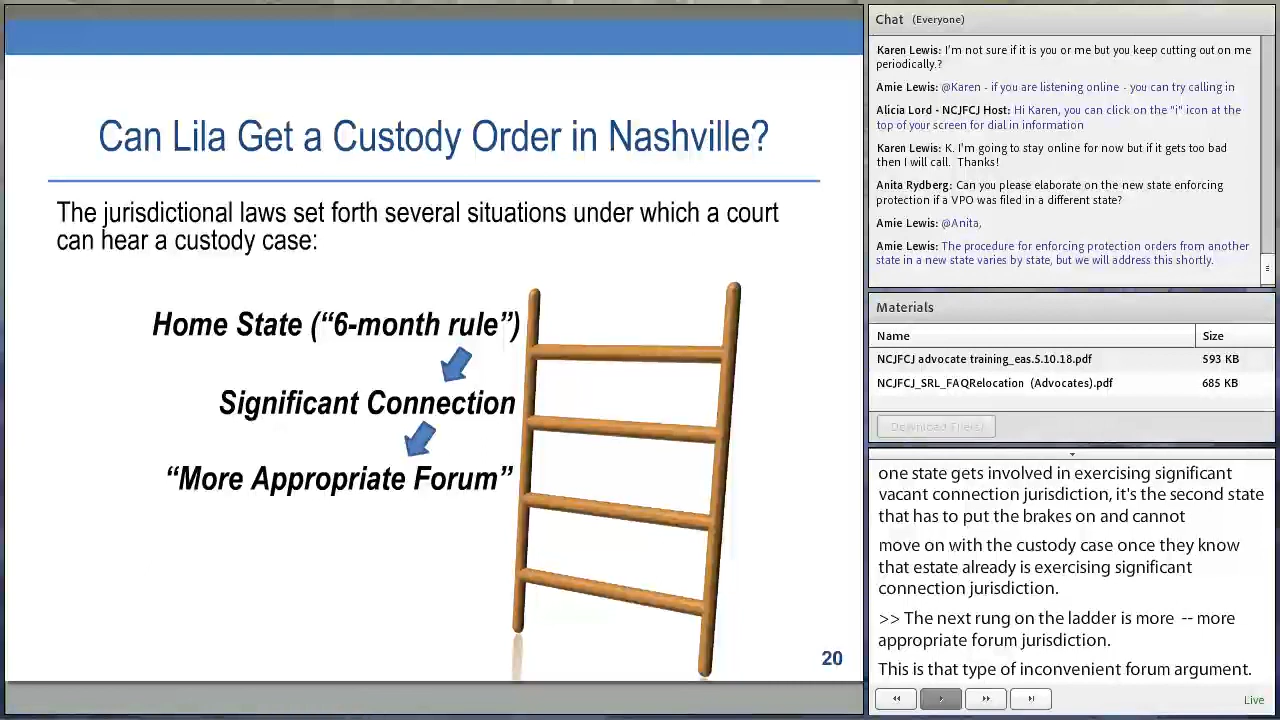 Can Lila Get a Custody Order in Nashville?
The jurisdictional laws set forth several situations under which a court
can hear a custody case:
Home State (“6-month rule”)
Significant Connection
“More Appropriate Forum”
20
Chat (Everyone)
Karen Lewis: I'm not sure if it is you or me but you keep cutting out on me
periodically.?
Amie Lewis: @Karen - if you are listening online - you can try calling in
Alicia Lord - NCJFCJ Host: Hi Karen, you can click on the "i" icon at the
top of your screen for dial in information
Karen Lewis: K. I'm going to stay online for now but if it gets too bad
then I will call. Thanks!
Anita Rydberg: Can you please elaborate on the new state enforcing
protection if a VPO was filed in a different state?
Amie Lewis: @Anita,
Amie Lewis: The procedure for enforcing protection orders from another
state in a new state varies by state, but we will address this shortly.
Materials
Name Size
NCJFCJ advocate training_eas.5.10.18.pdf 593 KB
NCJFCJ_SRL_FAQRelocation (Advocates).pdf 685 KB
Download File(s)
one state gets involved in exercising significant
vacant connection jurisdiction, it's the second state
that has to put the brakes on and cannot
move on with the custody case once they know
that estate already is exercising significant
connection jurisdiction.
>> The next rung on the ladder is more -- more
appropriate forum jurisdiction.
This is that type of inconvenient forum argument.
Live